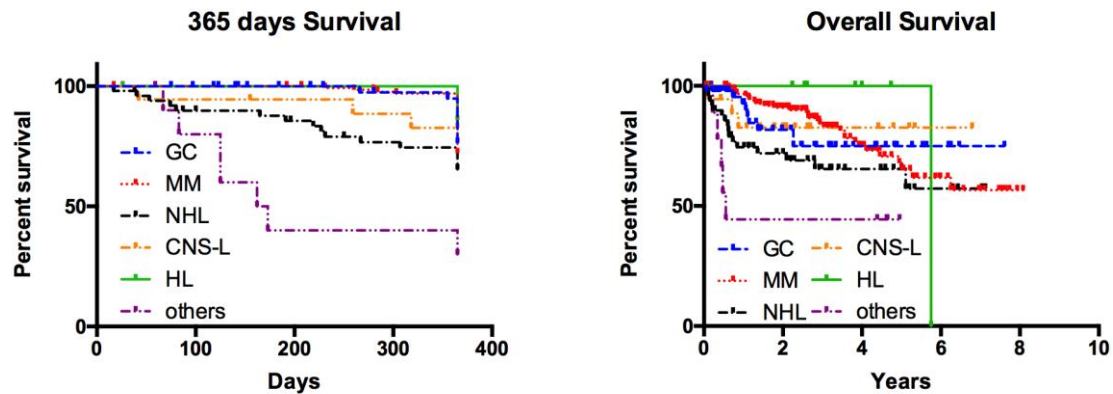 365 days Survival
Percent survival
100
50
0
GC
MM
NHL
CNS-L
HL
others
0 100 200 300 400
Days
Overall Survival
Percent survival
100
50
0
GC CNS-L
MM HL
NHL others
0 2 4 6 8 10
Years